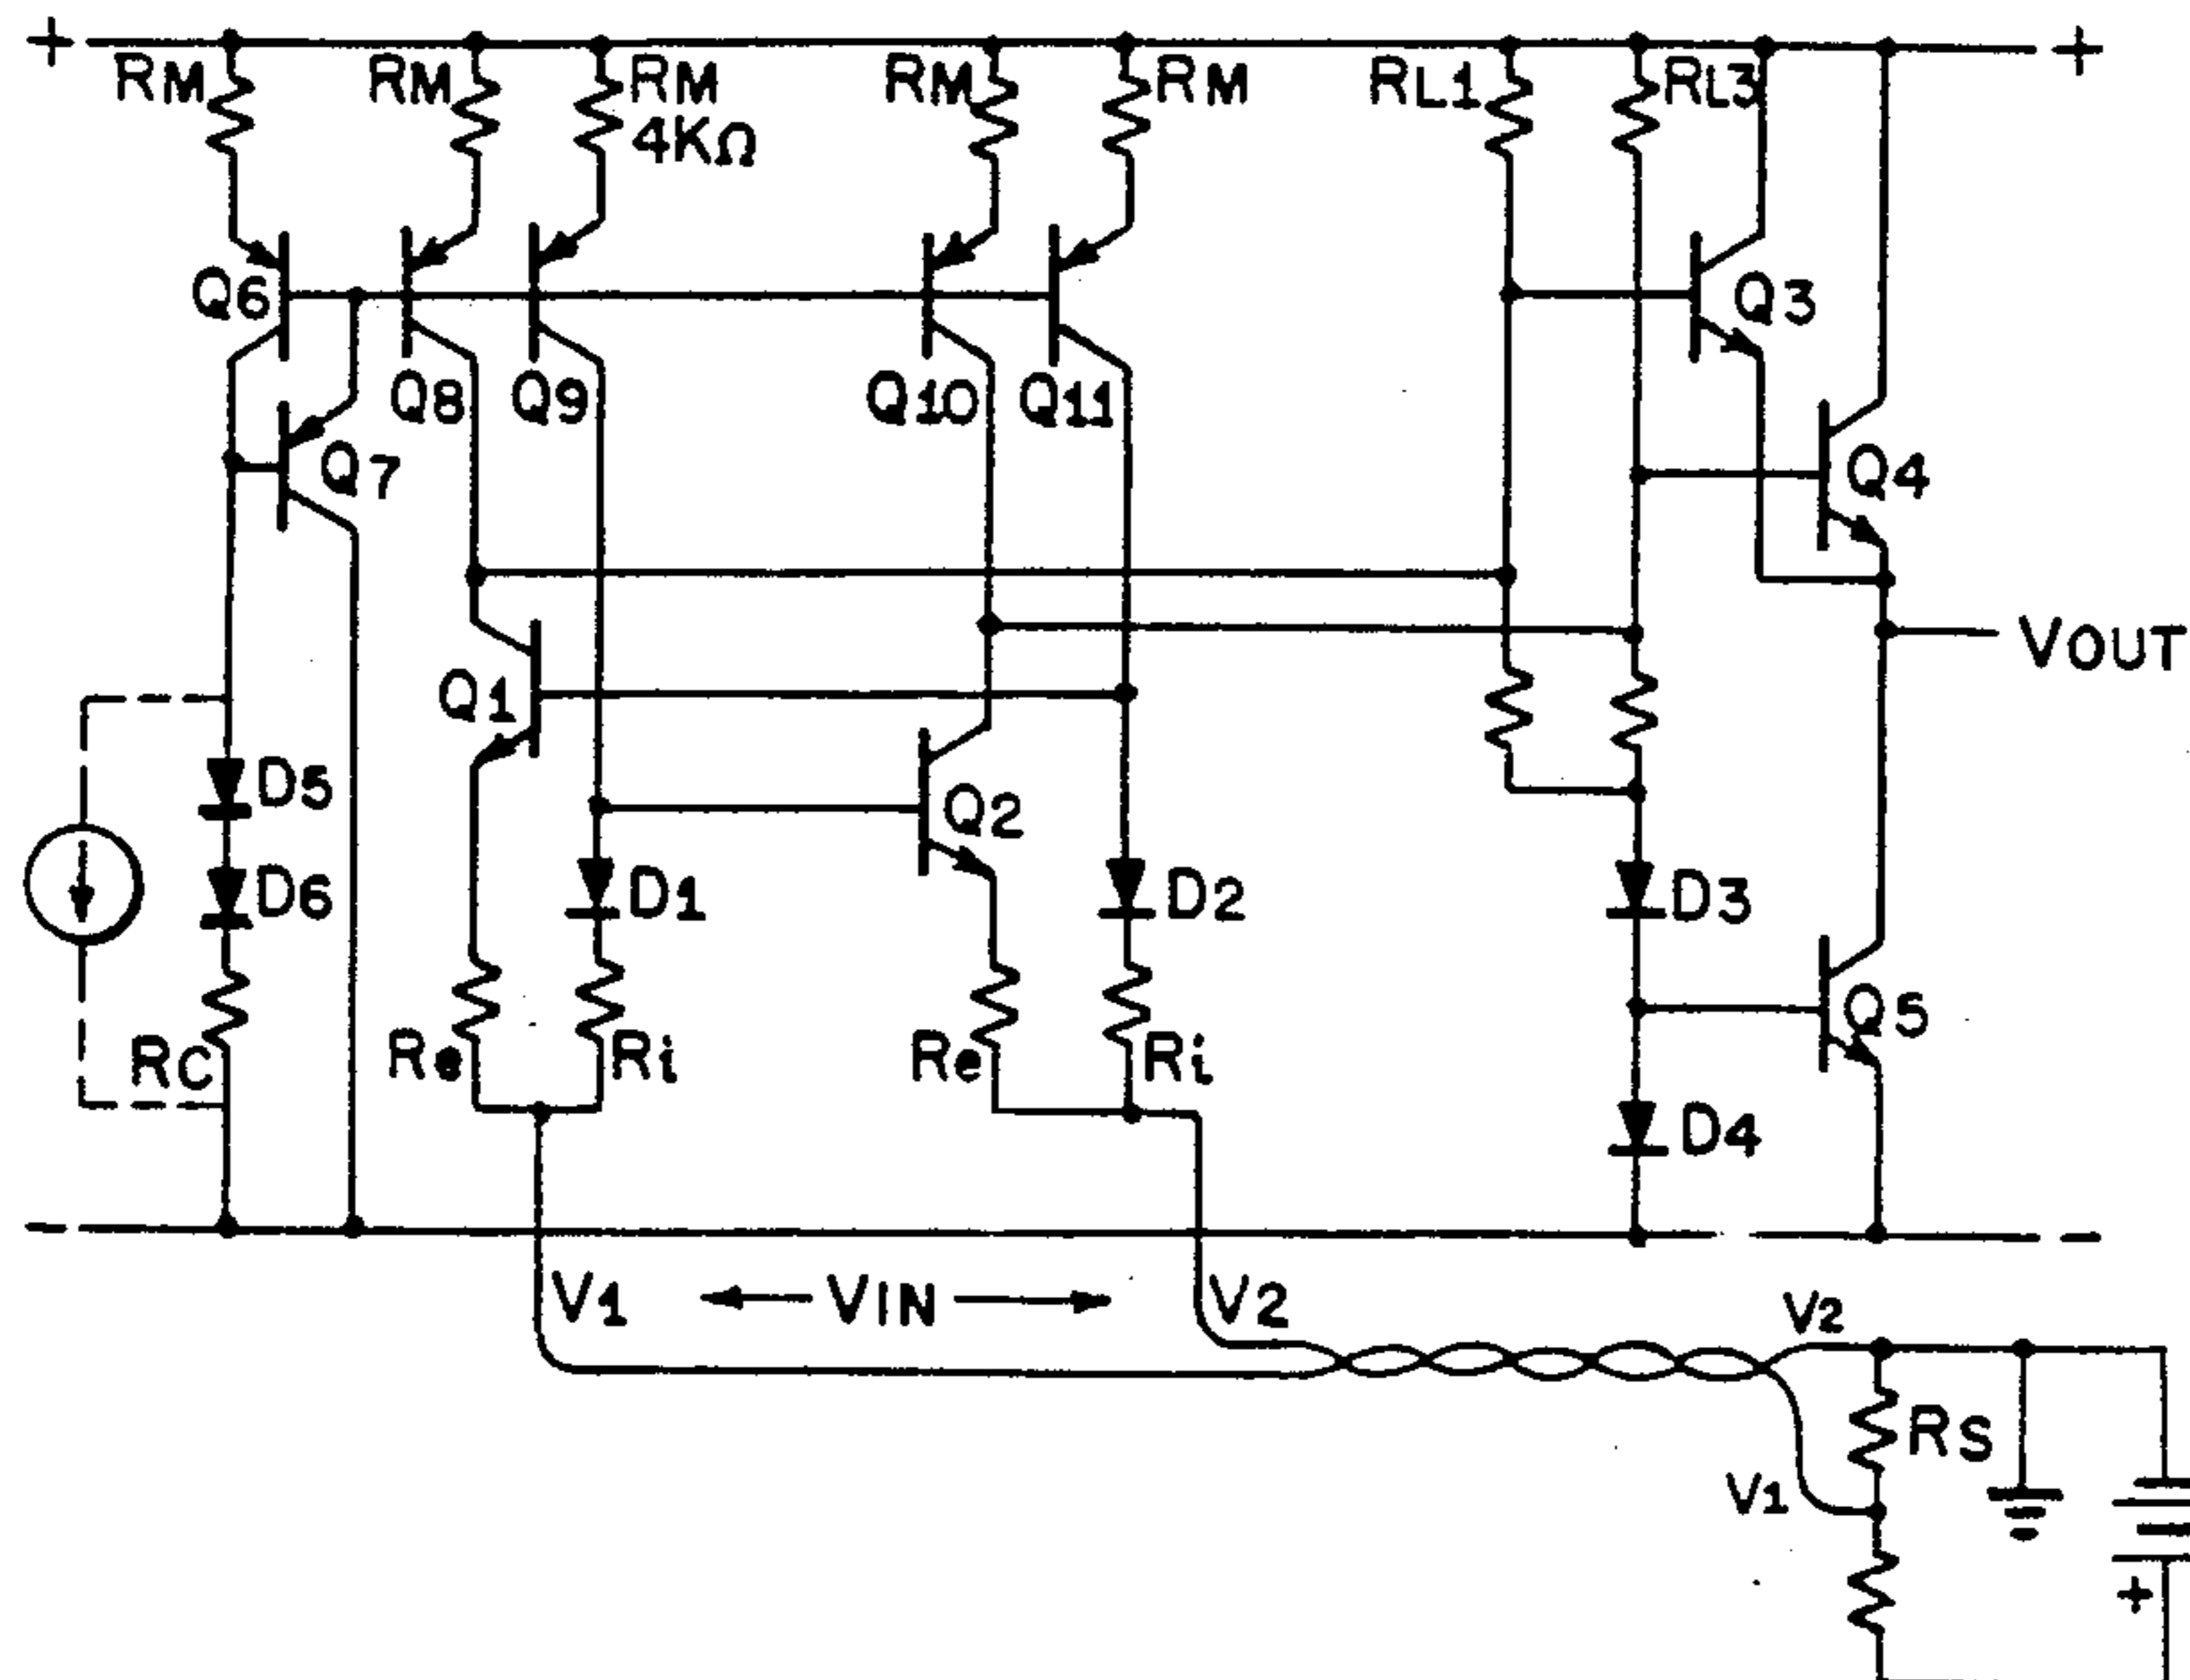 + +
RM RM RM RM RM RL1 RL3
4KΩ
Q6 Q3
Q8 Q9 Q10 Q11
Q7 Q4
VOUT
Q1
D5 Q2
D6 D1 D2 D3
Q5
RC Re Ri Re Ri
D4
− −
V1 VIN V2
V2
RS
V1
+